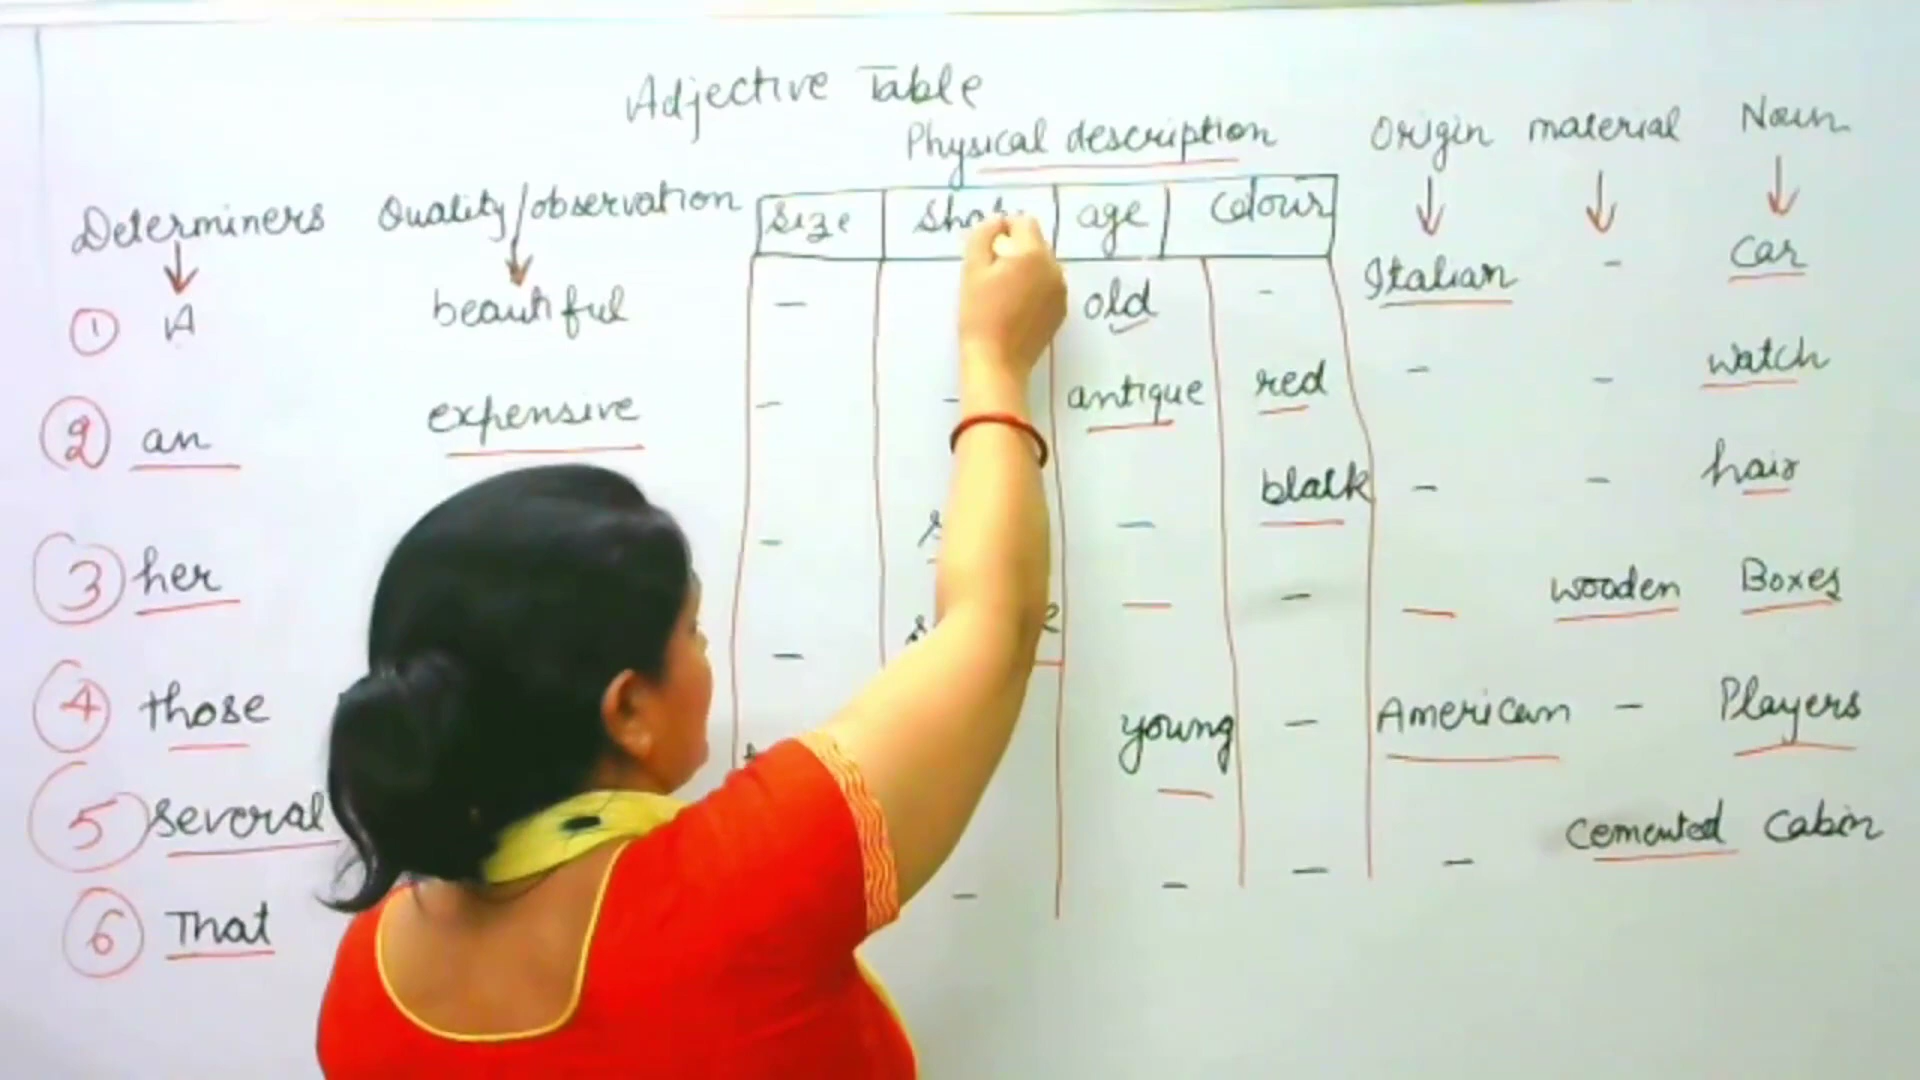 Adjective Table
Physical description Origin material Noun
Determiners Quality/observation size age colour
① A beautiful – old - Italian - Car
② an expensive – - antique red - - watch
③ her - – blalk – - hair
④ those – — – — wooden Boxes
⑤ several young – American – Players
⑥ That – – — – cemented Cabin